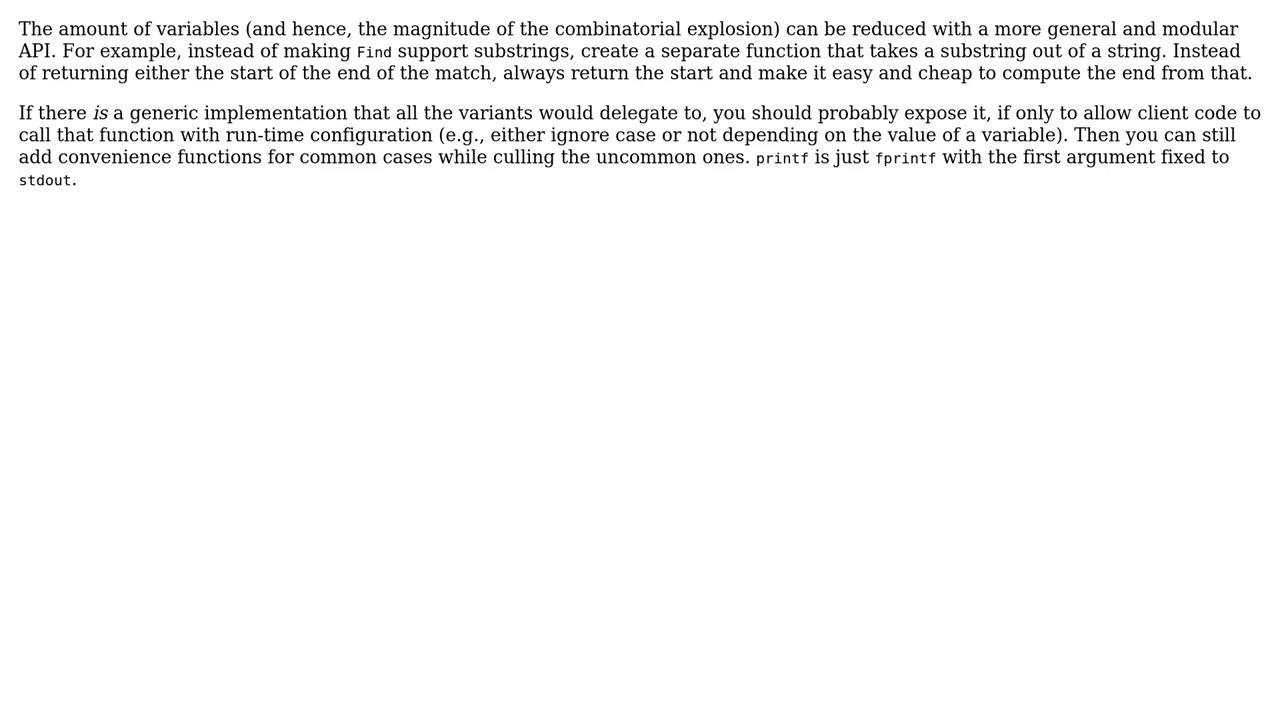 The amount of variables (and hence, the magnitude of the combinatorial explosion) can be reduced with a more general and modular
API. For example, instead of making Find support substrings, create a separate function that takes a substring out of a string. Instead
of returning either the start of the end of the match, always return the start and make it easy and cheap to compute the end from that.
If there is a generic implementation that all the variants would delegate to, you should probably expose it, if only to allow client code to
call that function with run-time configuration (e.g., either ignore case or not depending on the value of a variable). Then you can still
add convenience functions for common cases while culling the uncommon ones. printf is just fprintf with the first argument fixed to
stdout.